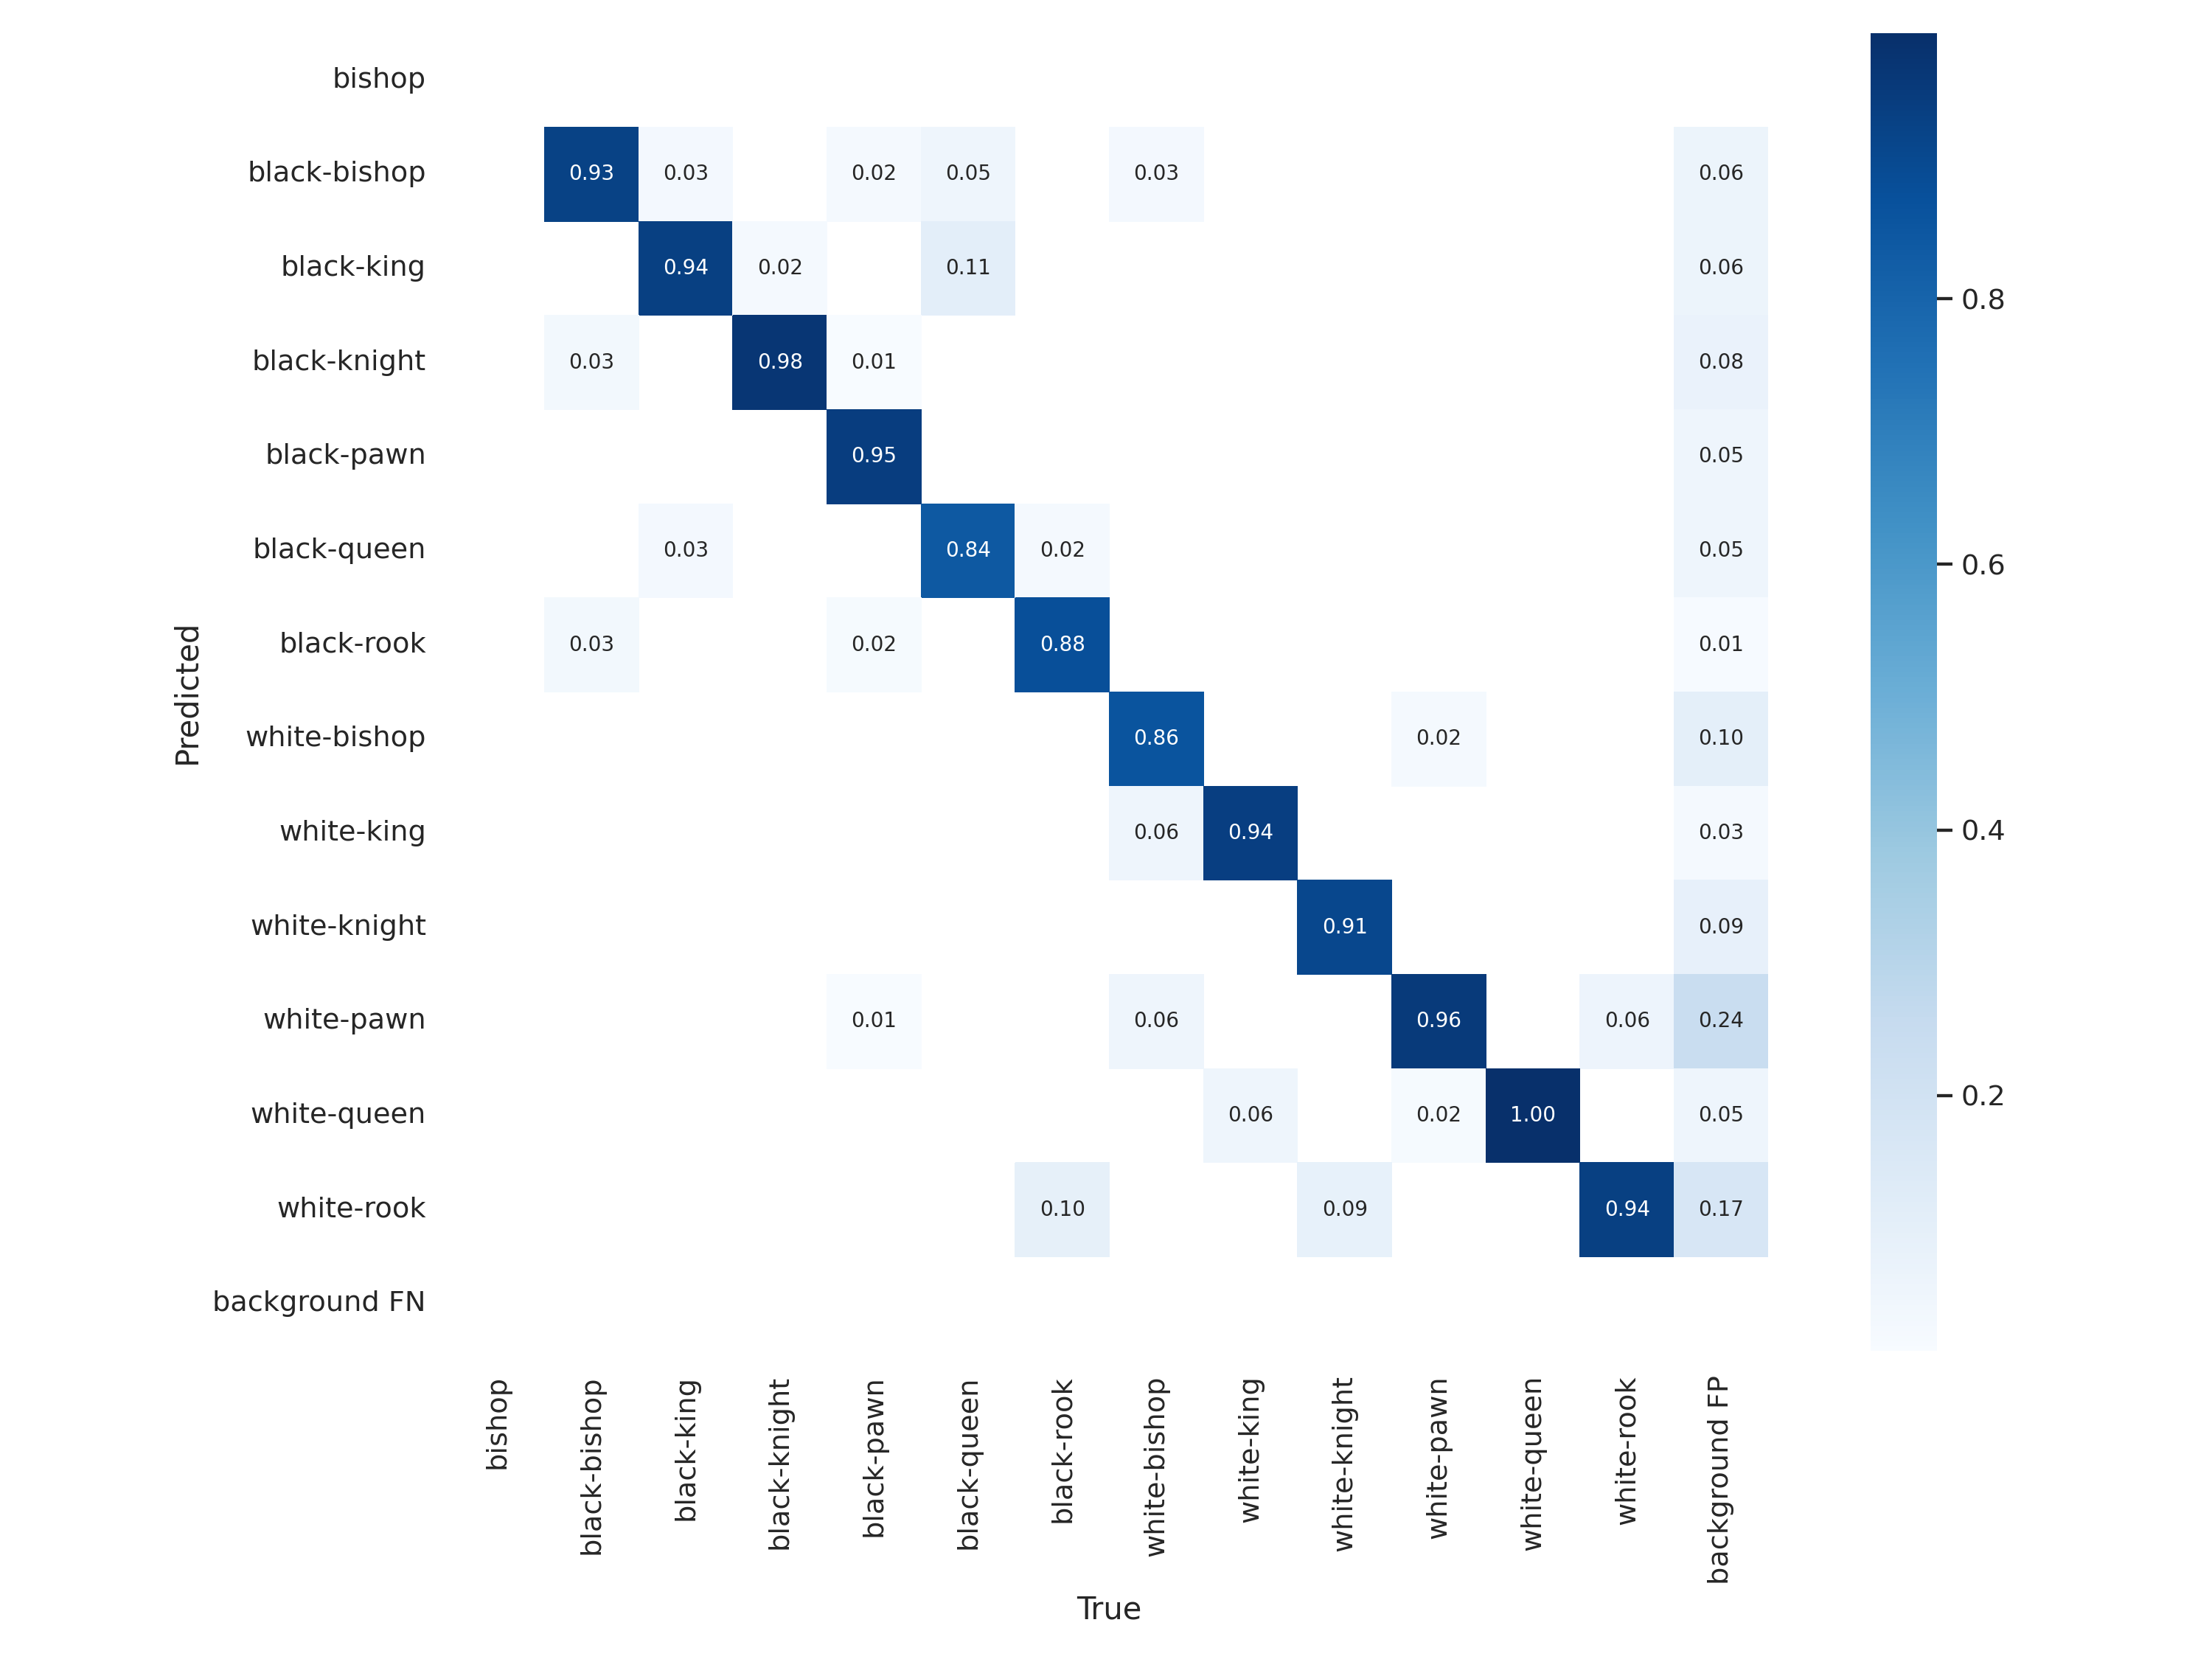 bishop
black-bishop 0.93 0.03 0.02 0.05 0.03 0.06
black-king 0.94 0.02 0.11 0.06
black-knight 0.03 0.98 0.01 0.08
black-pawn 0.95 0.05
black-queen 0.03 0.84 0.02 0.05
black-rook 0.03 0.02 0.88 0.01
white-bishop 0.86 0.02 0.10
white-king 0.06 0.94 0.03
white-knight 0.91 0.09
white-pawn 0.01 0.06 0.96 0.06 0.24
white-queen 0.06 0.02 1.00 0.05
white-rook 0.10 0.09 0.94 0.17
background FN
Predicted
bishop
black-bishop
black-king
black-knight
black-pawn
black-queen
black-rook
white-bishop
white-king
white-knight
white-pawn
white-queen
white-rook
background FP
True
0.8
0.6
0.4
0.2